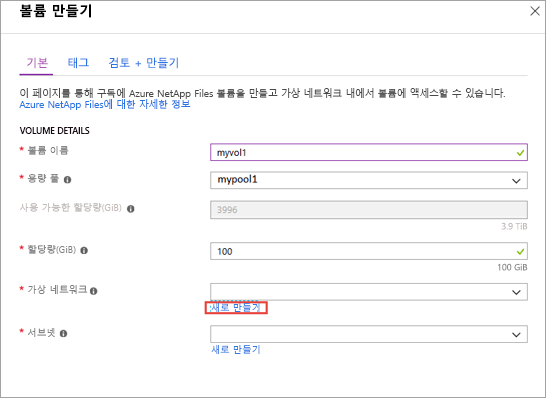 볼륨 만들기
기본 태그 검토 + 만들기
이 페이지를 통해 구독에 Azure NetApp Files 볼륨을 만들고 가상 네트워크 내에서 볼륨에 액세스할 수 있습니다.
Azure NetApp Files에 대한 자세한 정보
VOLUME DETAILS
* 볼륨 이름
myvol1
* 용량 풀
mypool1
사용 가능한 할당량(GiB)
3996
3.9 TiB
* 할당량(GiB)
100
100 GiB
* 가상 네트워크
새로 만들기
* 서브넷
새로 만들기